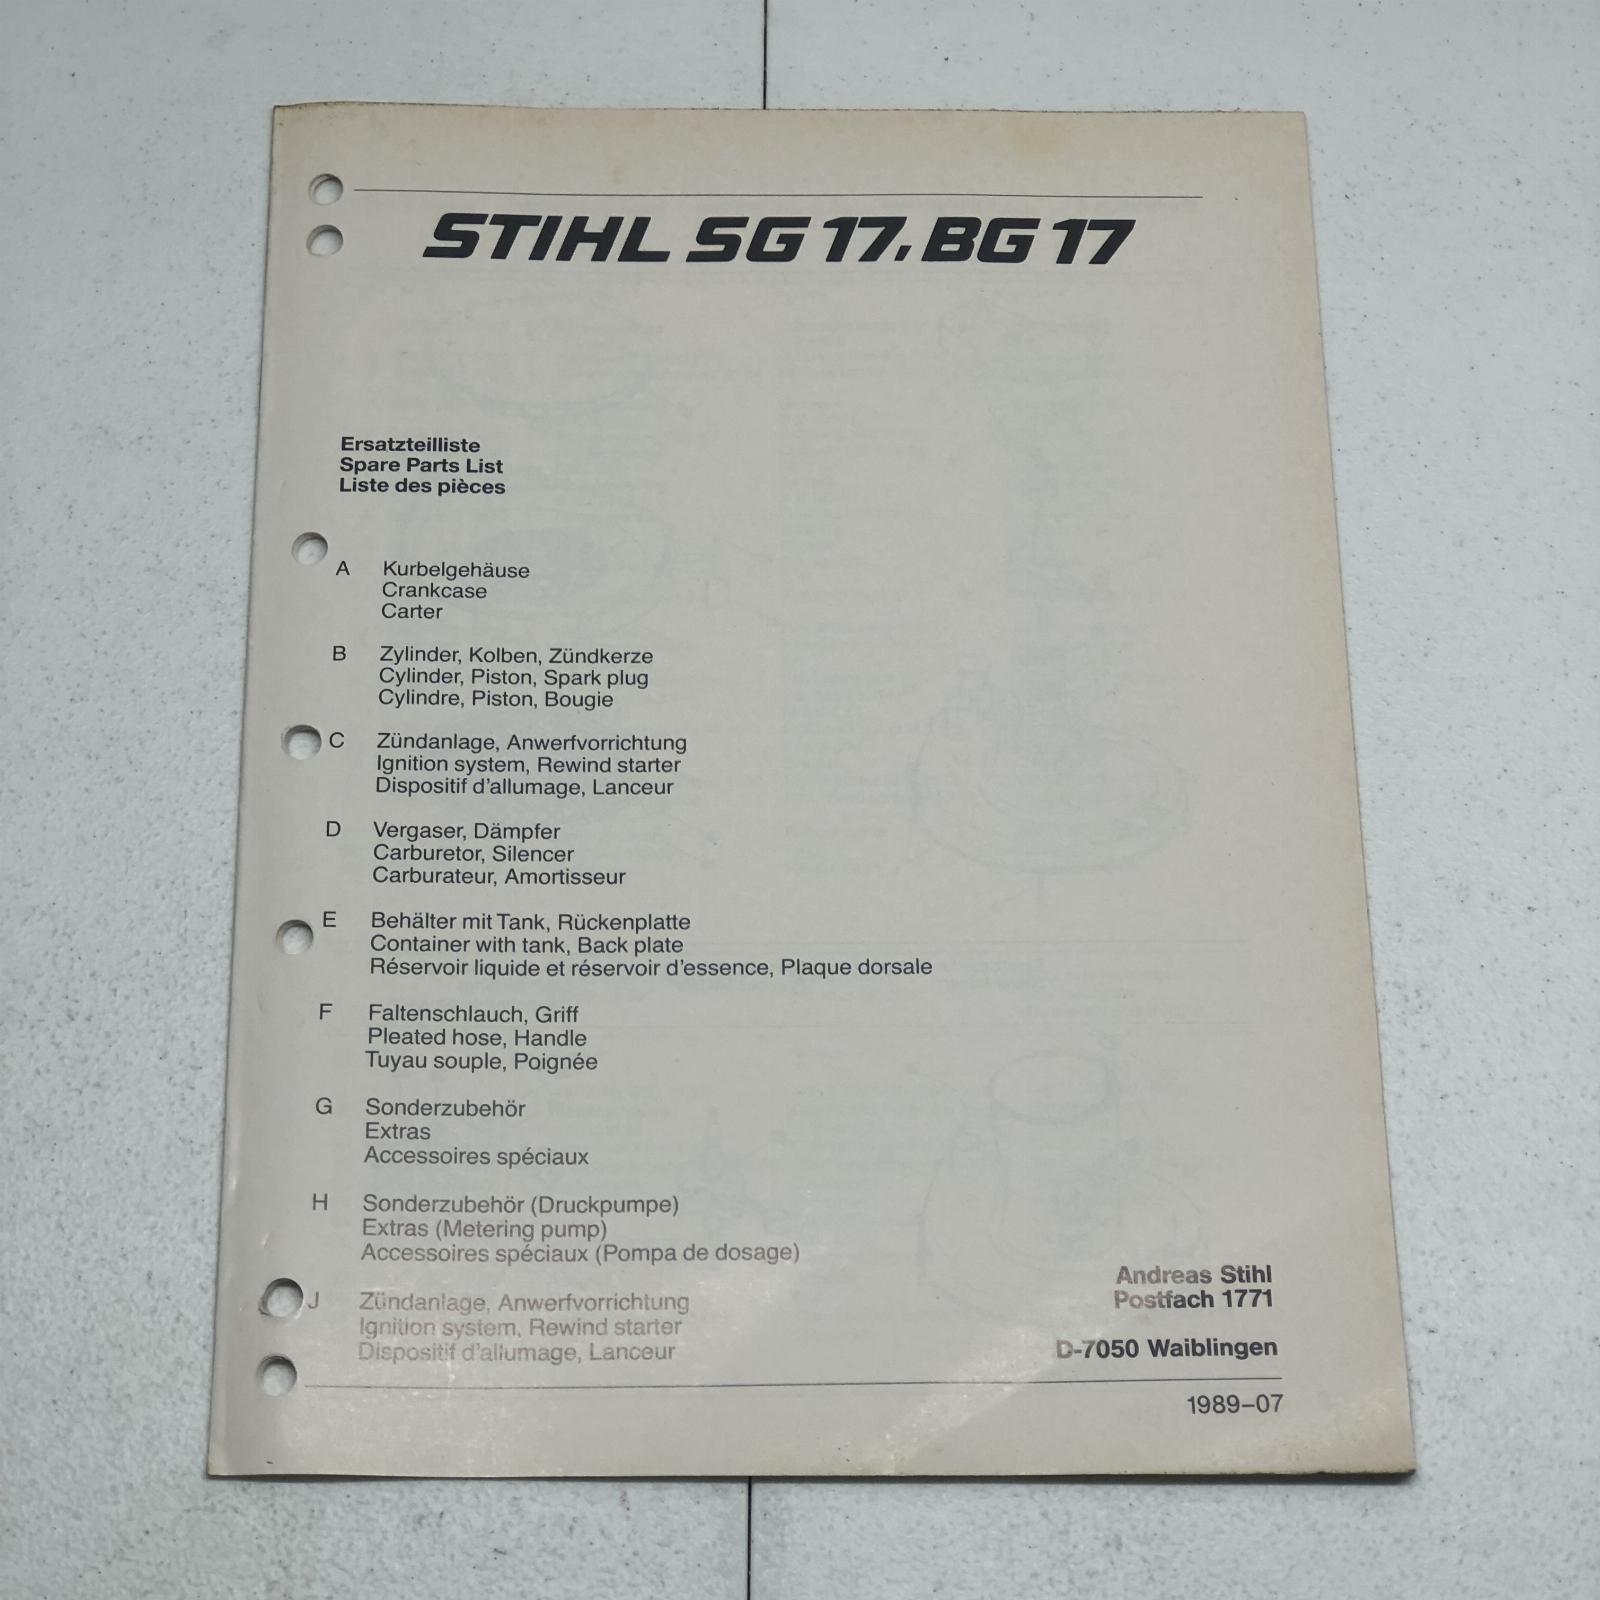 STIHL SG 17, BG 17
Ersatzteilliste
Spare Parts List
Liste des pièces
A Kurbelgehäuse
Crankcase
Carter
B Zylinder, Kolben, Zündkerze
Cylinder, Piston, Spark plug
Cylindre, Piston, Bougie
C Zündanlage, Anwerfvorrichtung
Ignition system, Rewind starter
Dispositif d'allumage, Lanceur
D Vergaser, Dämpfer
Carburetor, Silencer
Carburateur, Amortisseur
E Behälter mit Tank, Rückenplatte
Container with tank, Back plate
Réservoir liquide et réservoir d'essence, Plaque dorsale
F Faltenschlauch, Griff
Pleated hose, Handle
Tuyau souple, Poignée
G Sonderzubehör
Extras
Accessoires spéciaux
H Sonderzubehör (Druckpumpe)
Extras (Metering pump)
Accessoires spéciaux (Pompa de dosage)
J Zündanlage, Anwerfvorrichtung
Ignition system, Rewind starter
Dispositif d'allumage, Lanceur
Andreas Stihl
Postfach 1771
D-7050 Waiblingen
1989–07